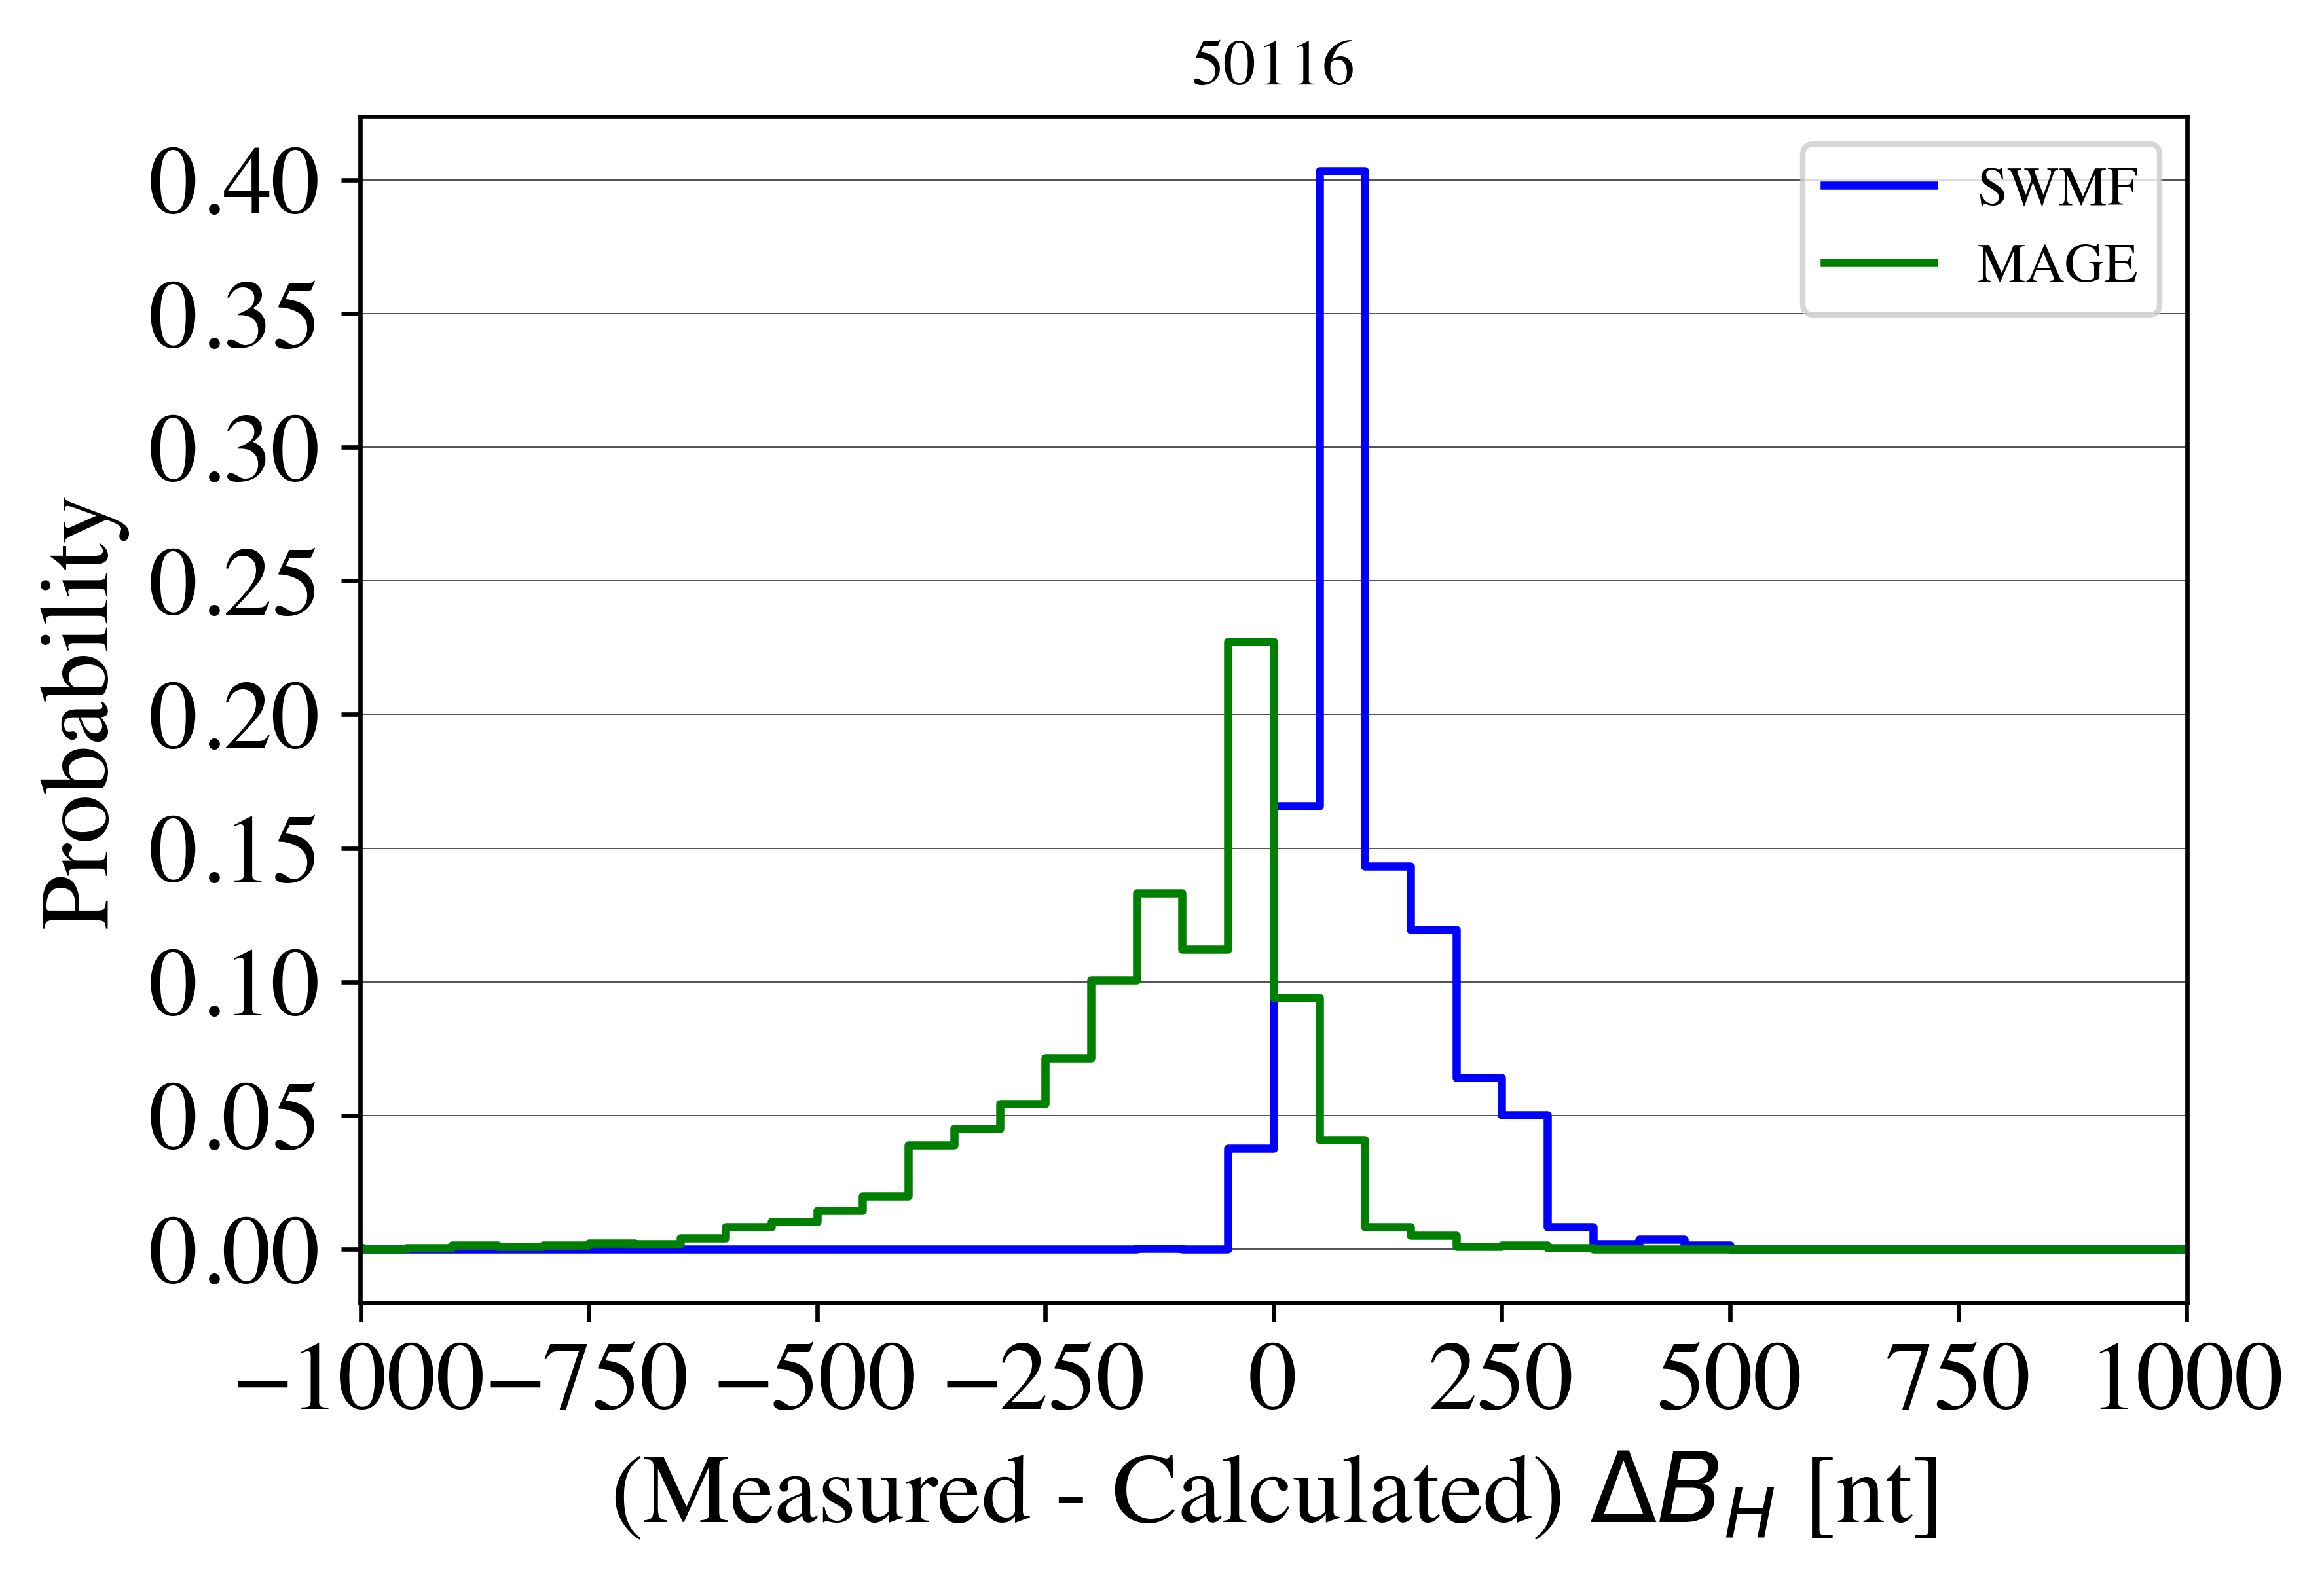 50116
SWMF
MAGE
Probability
0.40
0.35
0.30
0.25
0.20
0.15
0.10
0.05
0.00
−1000 −750 −500 −250 0 250 500 750 1000
(Measured - Calculated) ΔB_H [nt]